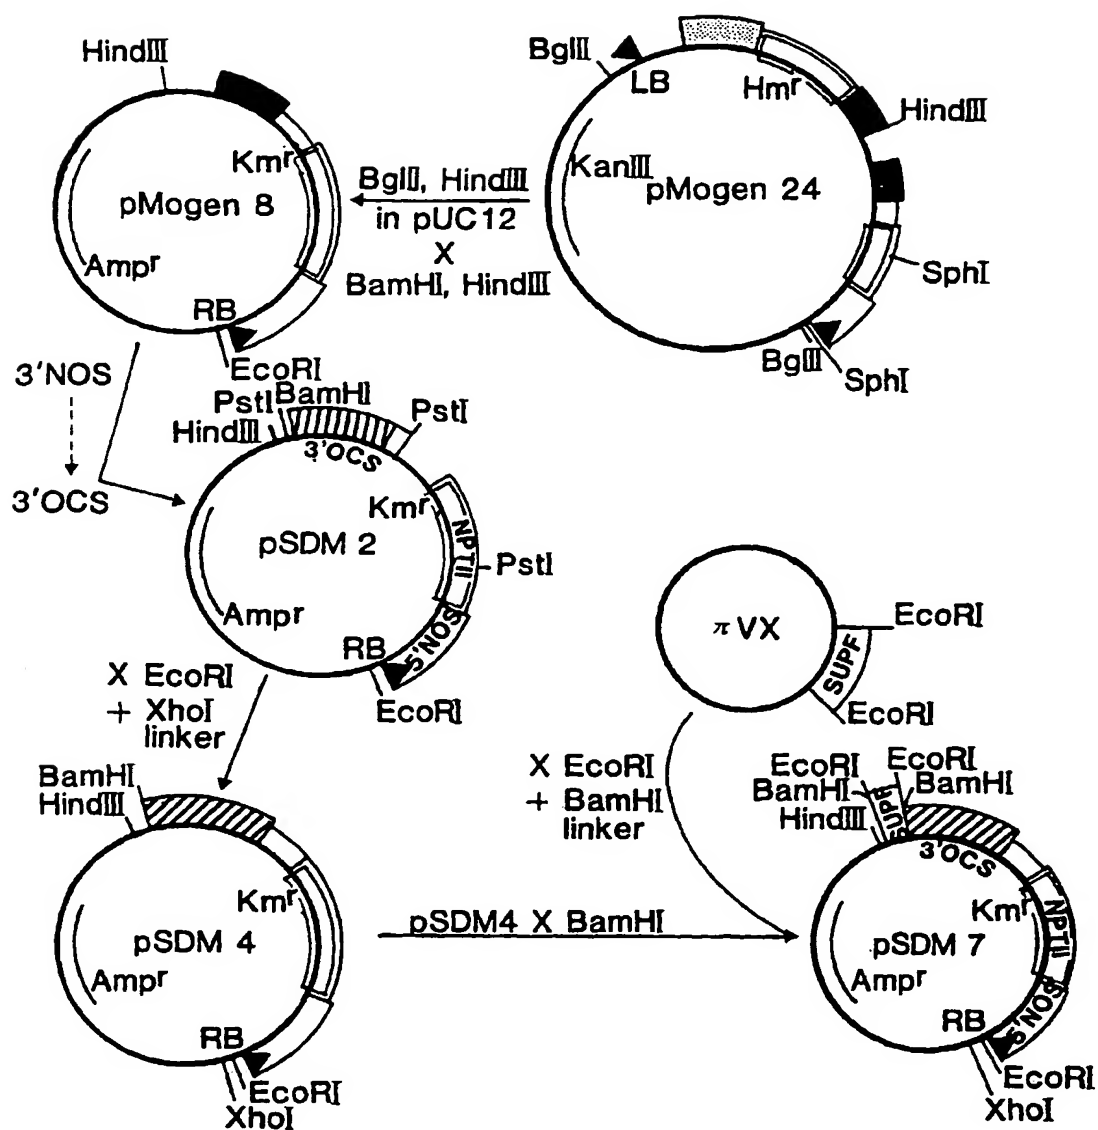 HindIII
Kmr
pMogen 8
Ampr
RB
EcoRI
BglII, HindIII
in pUC12
X
BamHI, HindIII
BglII
LB
Hmr
HindIII
KanIII
pMogen 24
SphI
BglII
SphI
3'NOS
3'OCS
PstI
BamHI
PstI
HindIII
3'OCS
Kmr
NPTII
pSDM 2
PstI
Ampr
5'NOS
RB
EcoRI
X EcoRI
+ XhoI
linker
π VX
EcoRI
SUPF
EcoRI
X EcoRI
+ BamHI
linker
BamHI
HindIII
Kmr
pSDM 4
Ampr
RB
EcoRI
XhoI
pSDM4 X BamHI
EcoRI
EcoRI
BamHI
BamHI
HindIII
SUPF
3'OCS
Kmr
NPTII
pSDM 7
Ampr
5'NOS
RB
EcoRI
XhoI